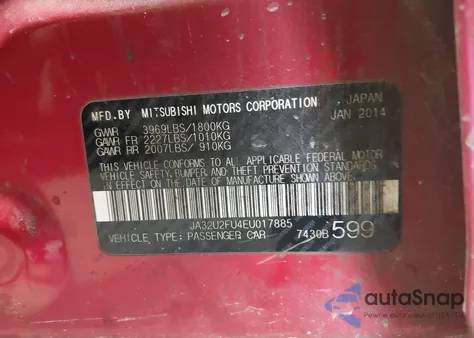 MFD.BY MITSUBISHI MOTORS CORPORATION JAPAN
GVWR 3969LBS/1800KG JAN 2014
GAWR FR 2227LBS/1010KG
GAWR RR 2007LBS/ 910KG
THIS VEHICLE CONFORMS TO ALL APPLICABLE FEDERAL MOTOR
VEHICLE SAFETY, BUMPER AND THEFT PREVENTION STANDARDS
IN EFFECT ON THE DATE OF MANUFACTURE SHOWN ABOVE.
JA32U2FU4EU017885
VEHICLE TYPE: PASSENGER CAR 7430B 599
autoSnap